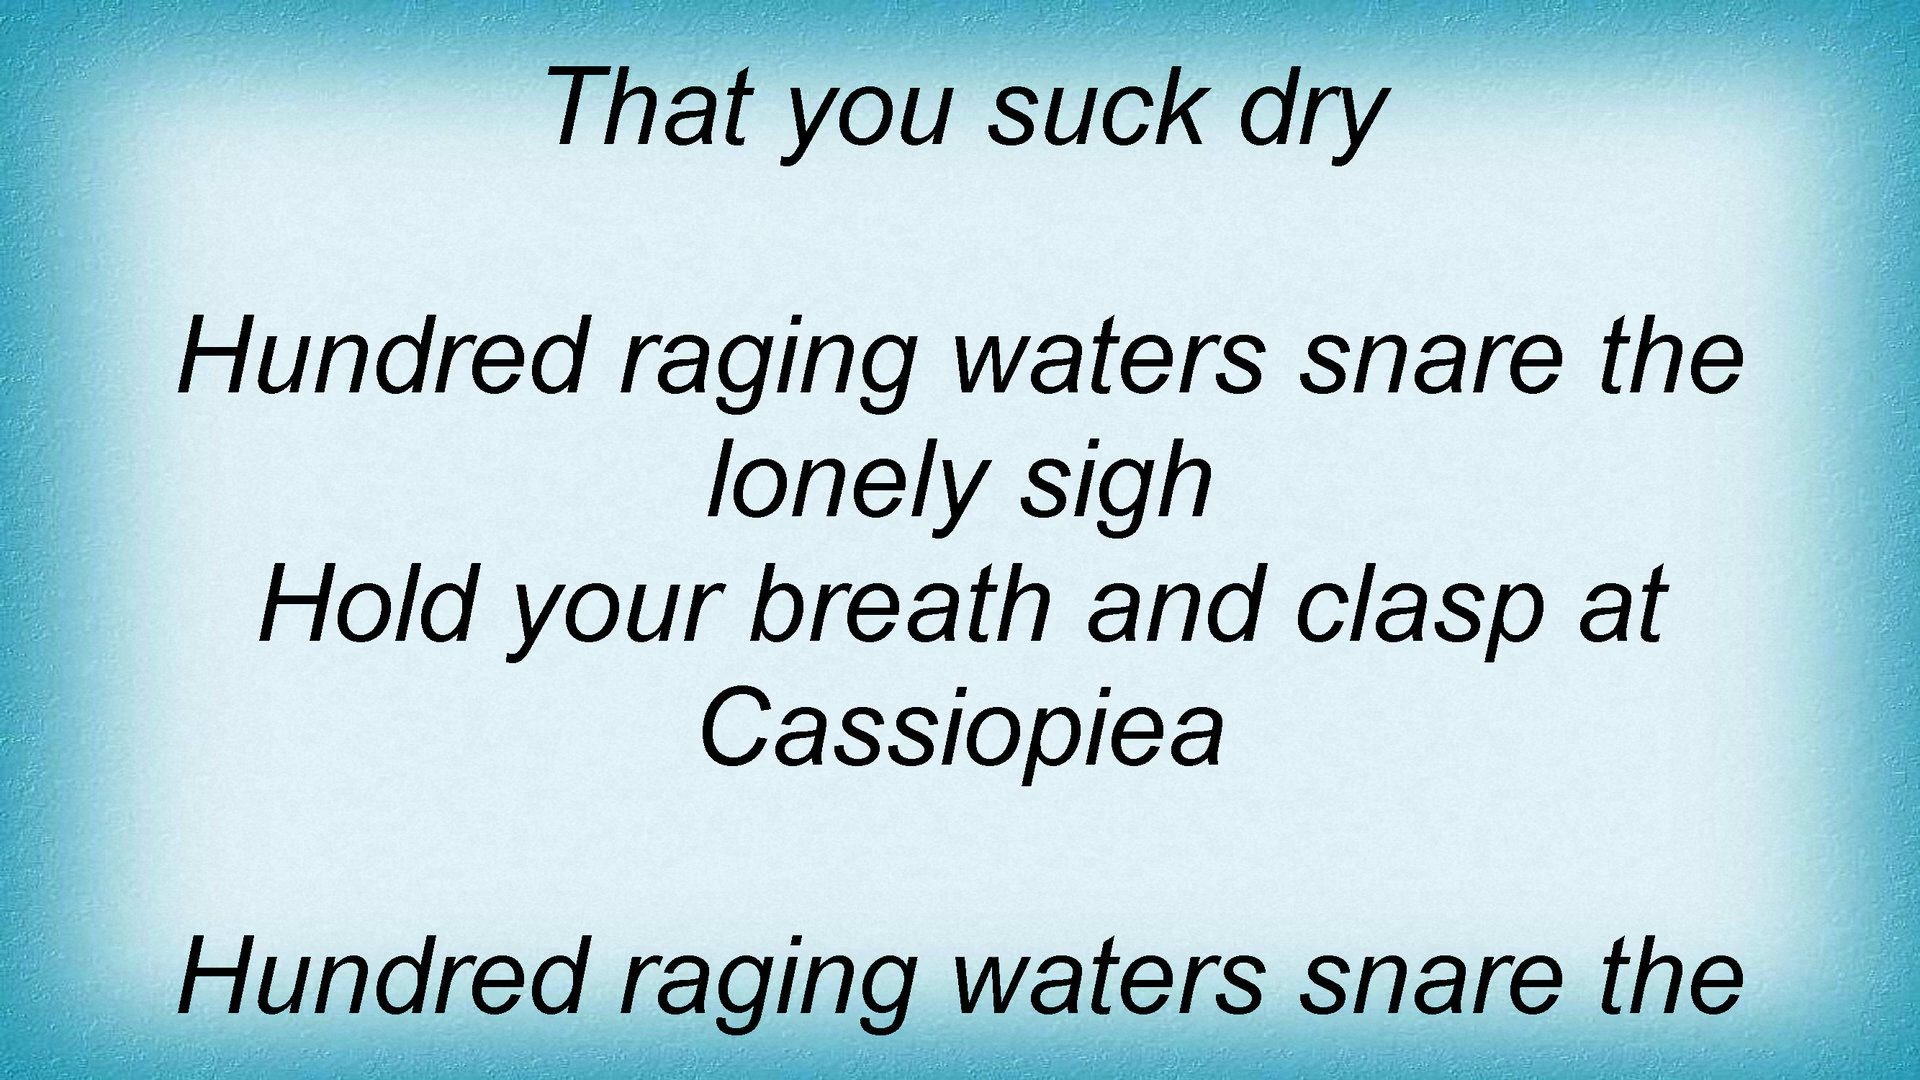 That you suck dry
Hundred raging waters snare the
lonely sigh
Hold your breath and clasp at
Cassiopiea
Hundred raging waters snare the